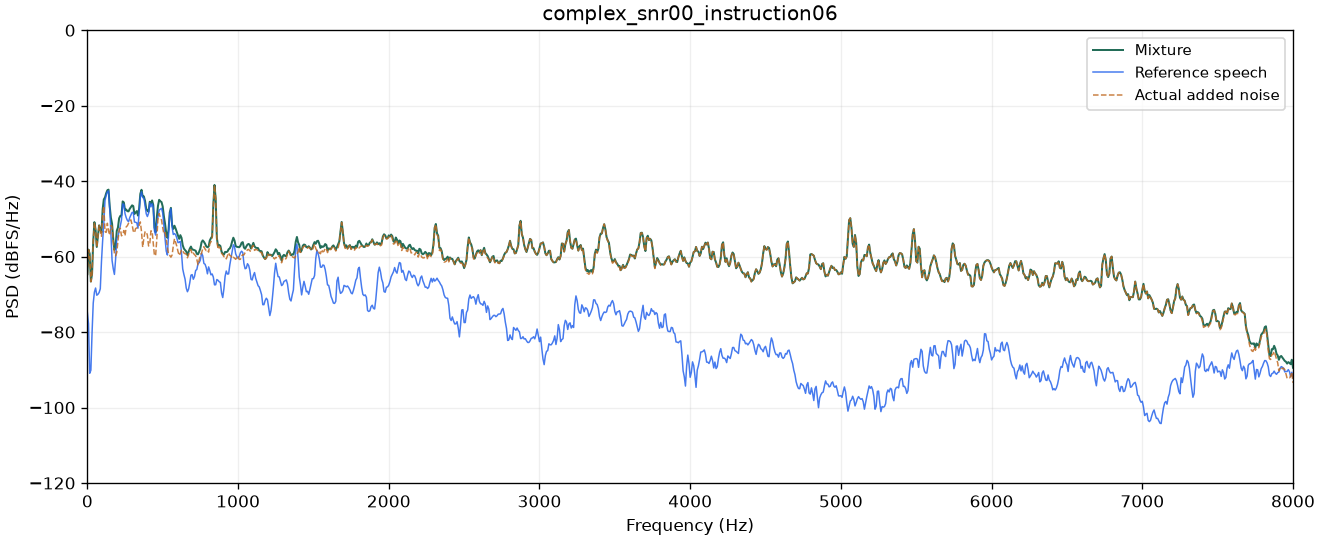 complex_snr00_instruction06
0
−20
−40
−60
−80
−100
−120
PSD (dBFS/Hz)
Mixture
Reference speech
Actual added noise
0 1000 2000 3000 4000 5000 6000 7000 8000
Frequency (Hz)